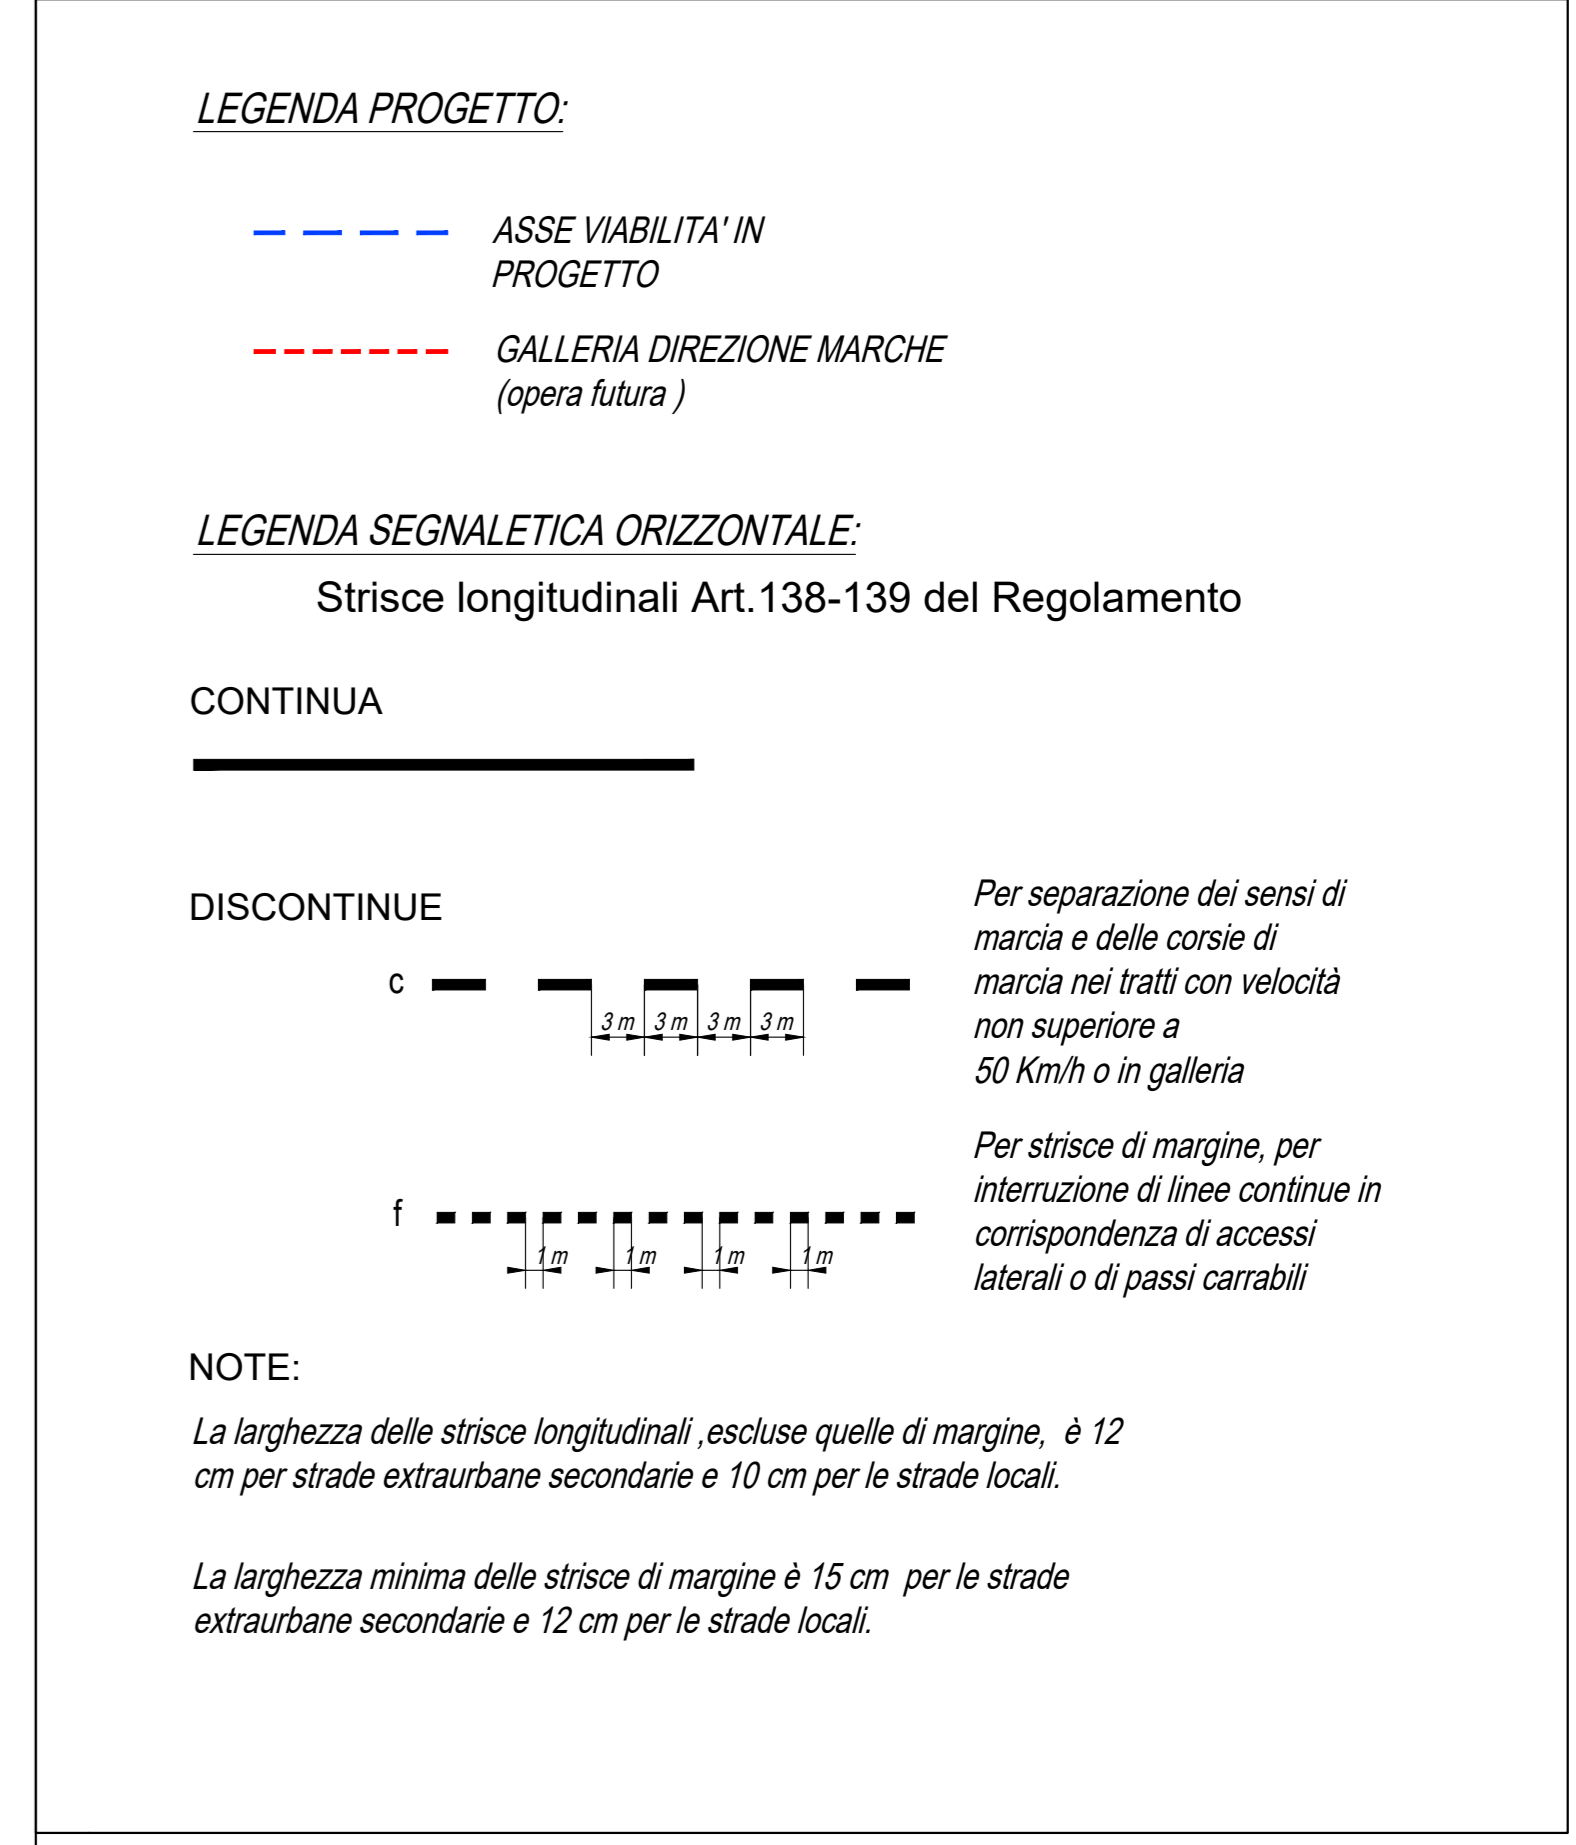 LEGENDA PROGETTO:
ASSE VIABILITA' IN
PROGETTO
GALLERIA DIREZIONE MARCHE
(opera futura )
LEGENDA SEGNALETICA ORIZZONTALE:
Strisce longitudinali Art.138-139 del Regolamento
CONTINUA
DISCONTINUE
c
3 m 3 m 3 m 3 m
Per separazione dei sensi di
marcia e delle corsie di
marcia nei tratti con velocità
non superiore a
50 Km/h o in galleria
f
1 m 1 m 1 m 1 m
Per strisce di margine, per
interruzione di linee continue in
corrispondenza di accessi
laterali o di passi carrabili
NOTE:
La larghezza delle strisce longitudinali ,escluse quelle di margine, è 12
cm per strade extraurbane secondarie e 10 cm per le strade locali.
La larghezza minima delle strisce di margine è 15 cm per le strade
extraurbane secondarie e 12 cm per le strade locali.